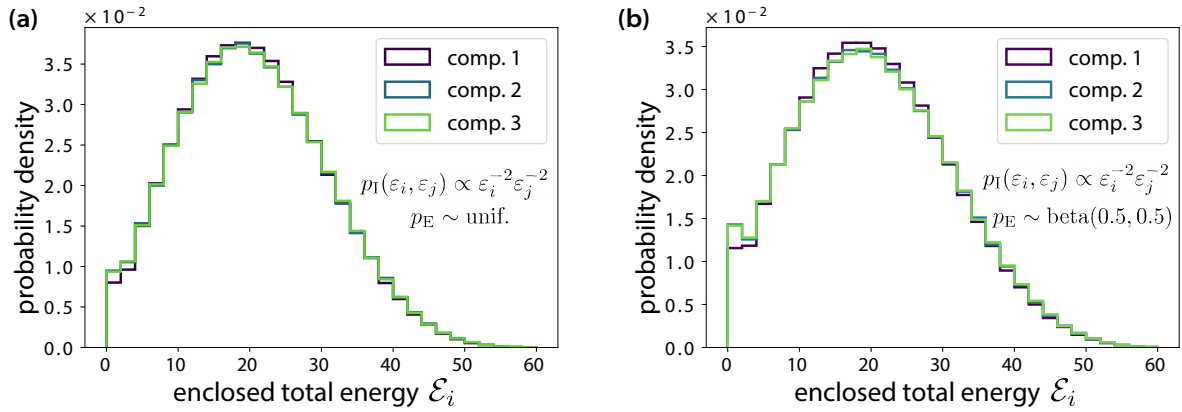 (a)
×10⁻²
3.5
3.0
2.5
2.0
1.5
1.0
0.5
0.0
probability density
comp. 1
comp. 2
comp. 3
p_I(ε_i, ε_j) ∝ ε_i⁻² ε_j⁻²
p_E ∼ unif.
0 10 20 30 40 50 60
enclosed total energy ℰ_i
(b)
×10⁻²
3.5
3.0
2.5
2.0
1.5
1.0
0.5
0.0
probability density
comp. 1
comp. 2
comp. 3
p_I(ε_i, ε_j) ∝ ε_i⁻² ε_j⁻²
p_E ∼ beta(0.5, 0.5)
0 10 20 30 40 50 60
enclosed total energy ℰ_i